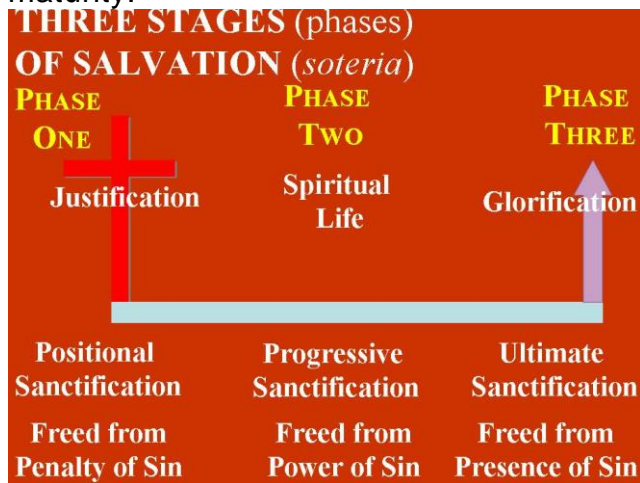 maturity.
THREE STAGES (phases)
OF SALVATION (soteria)
PHASE
ONE
PHASE
TWO
PHASE
THREE
Justification
Spiritual
Life
Glorification
Positional
Sanctification
Progressive
Sanctification
Ultimate
Sanctification
Freed from
Penalty of Sin
Freed from
Power of Sin
Freed from
Presence of Sin